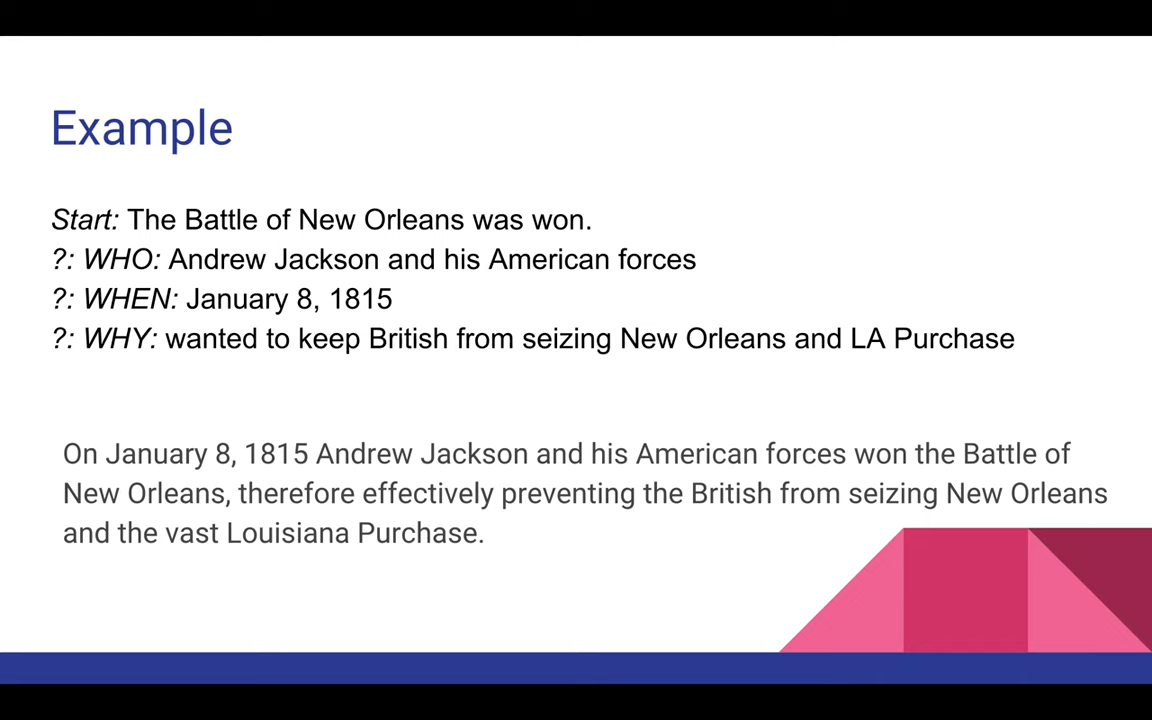 Example
Start: The Battle of New Orleans was won.
?: WHO: Andrew Jackson and his American forces
?: WHEN: January 8, 1815
?: WHY: wanted to keep British from seizing New Orleans and LA Purchase
On January 8, 1815 Andrew Jackson and his American forces won the Battle of
New Orleans, therefore effectively preventing the British from seizing New Orleans
and the vast Louisiana Purchase.